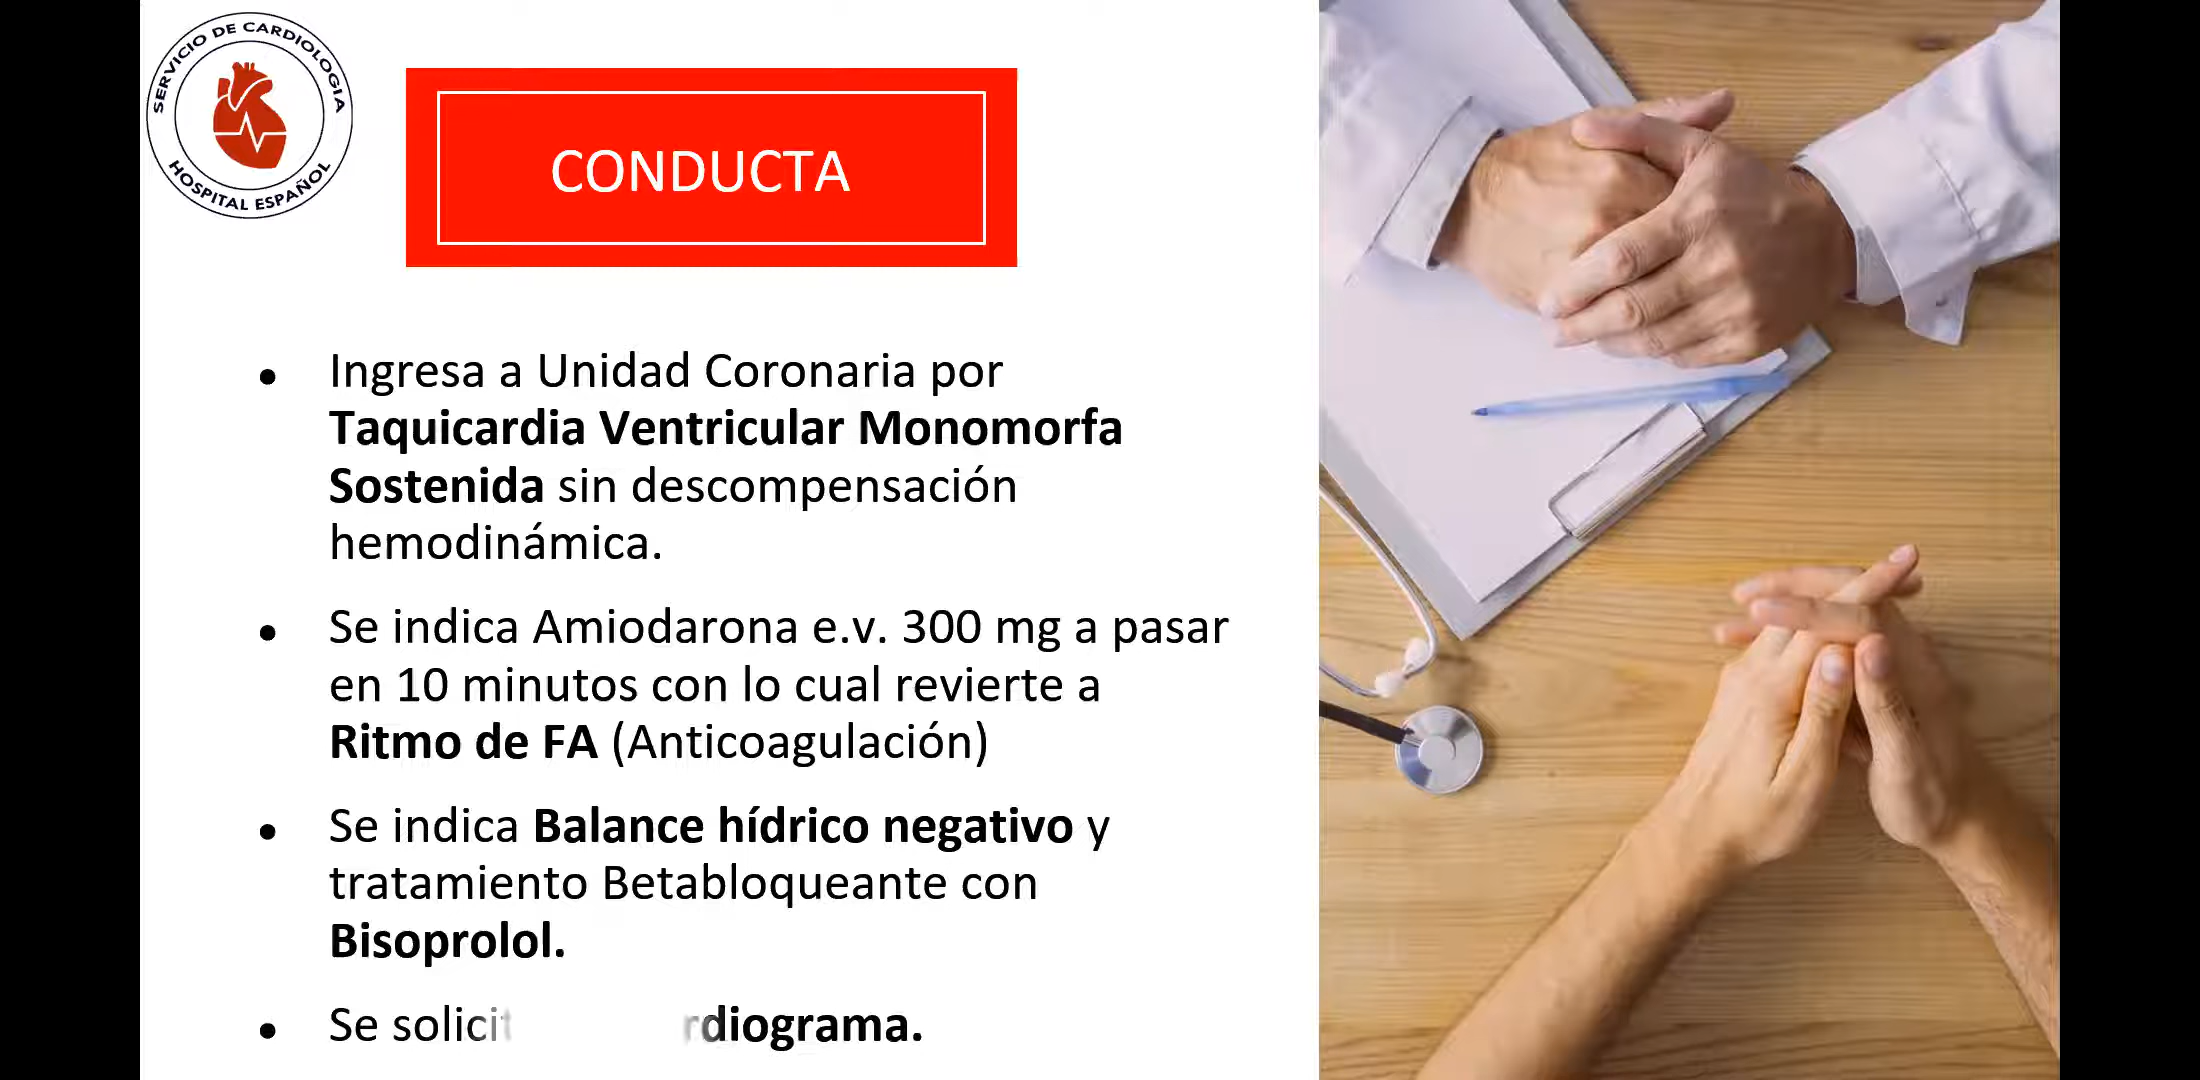 SERVICIO DE CARDIOLOGIA
HOSPITAL ESPAÑOL
CONDUCTA
• Ingresa a Unidad Coronaria por
Taquicardia Ventricular Monomorfa
Sostenida sin descompensación
hemodinámica.
• Se indica Amiodarona e.v. 300 mg a pasar
en 10 minutos con lo cual revierte a
Ritmo de FA (Anticoagulación)
• Se indica Balance hídrico negativo y
tratamiento Betabloqueante con
Bisoprolol.
• Se